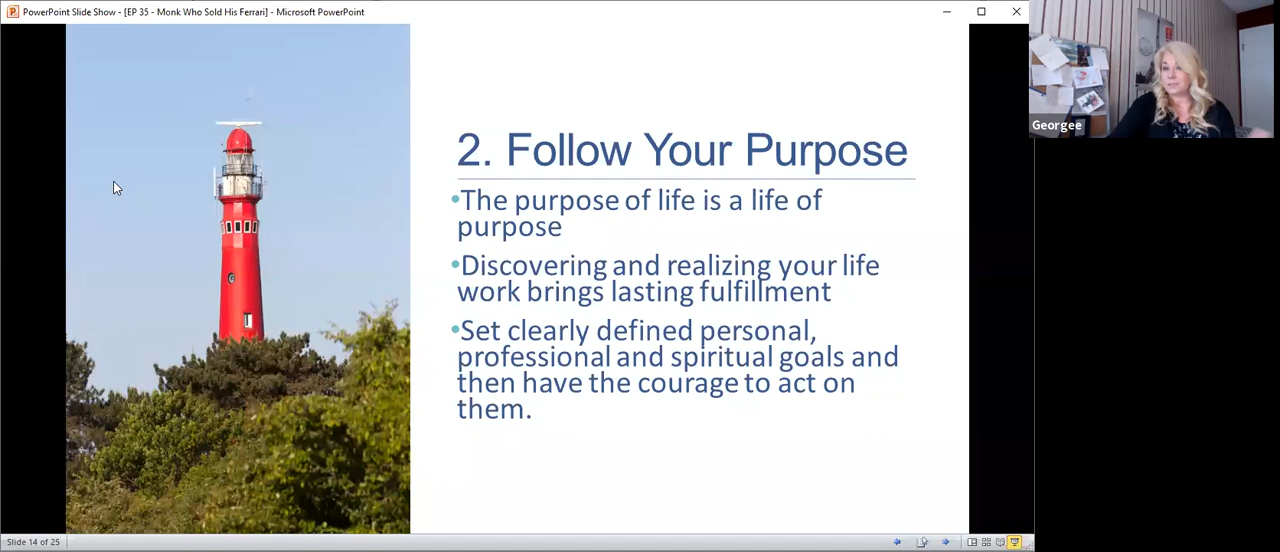 PowerPoint Slide Show - [EP 35 - Monk Who Sold His Ferrari] - Microsoft PowerPoint
Georgee
2. Follow Your Purpose
•The purpose of life is a life of
purpose
•Discovering and realizing your life
work brings lasting fulfillment
•Set clearly defined personal,
professional and spiritual goals and
then have the courage to act on
them.
Slide 14 of 25